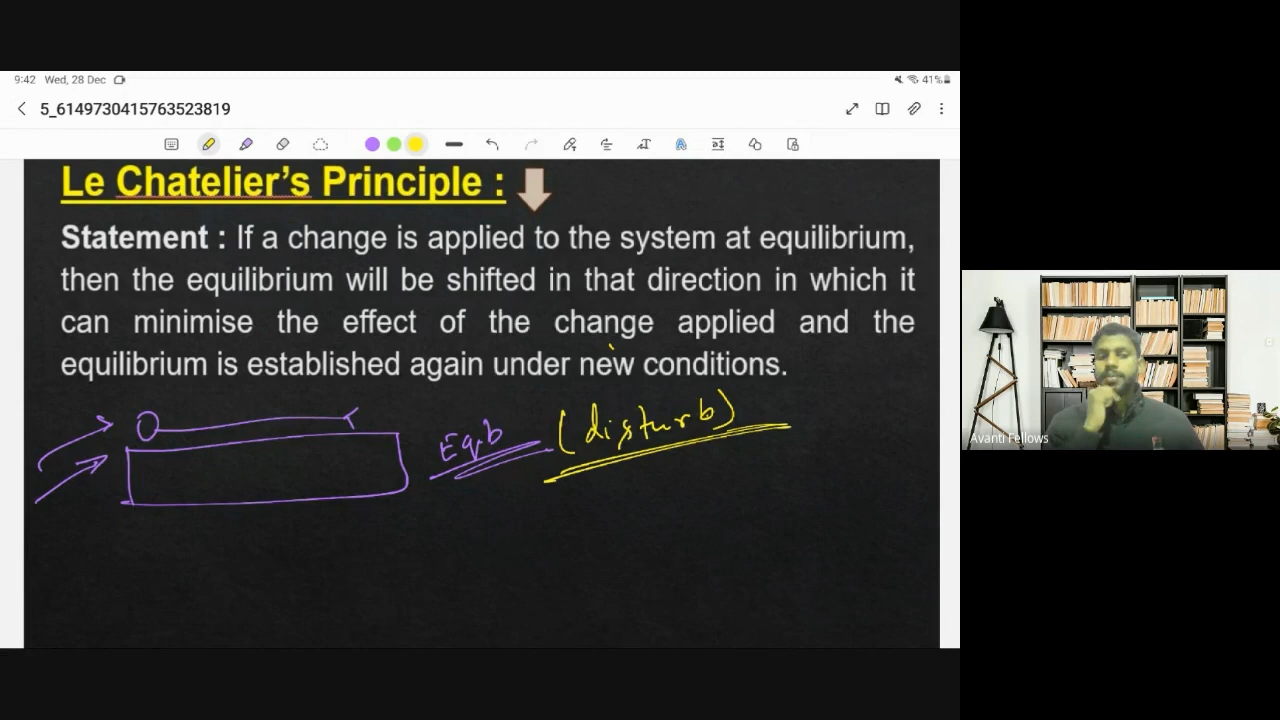 9:42 Wed, 28 Dec 41%
5_6149730415763523819
Le Chatelier's Principle :
Statement : If a change is applied to the system at equilibrium,
then the equilibrium will be shifted in that direction in which it
can minimise the effect of the change applied and the
equilibrium is established again under new conditions.
Eqb (disturb)
Avanti Fellows